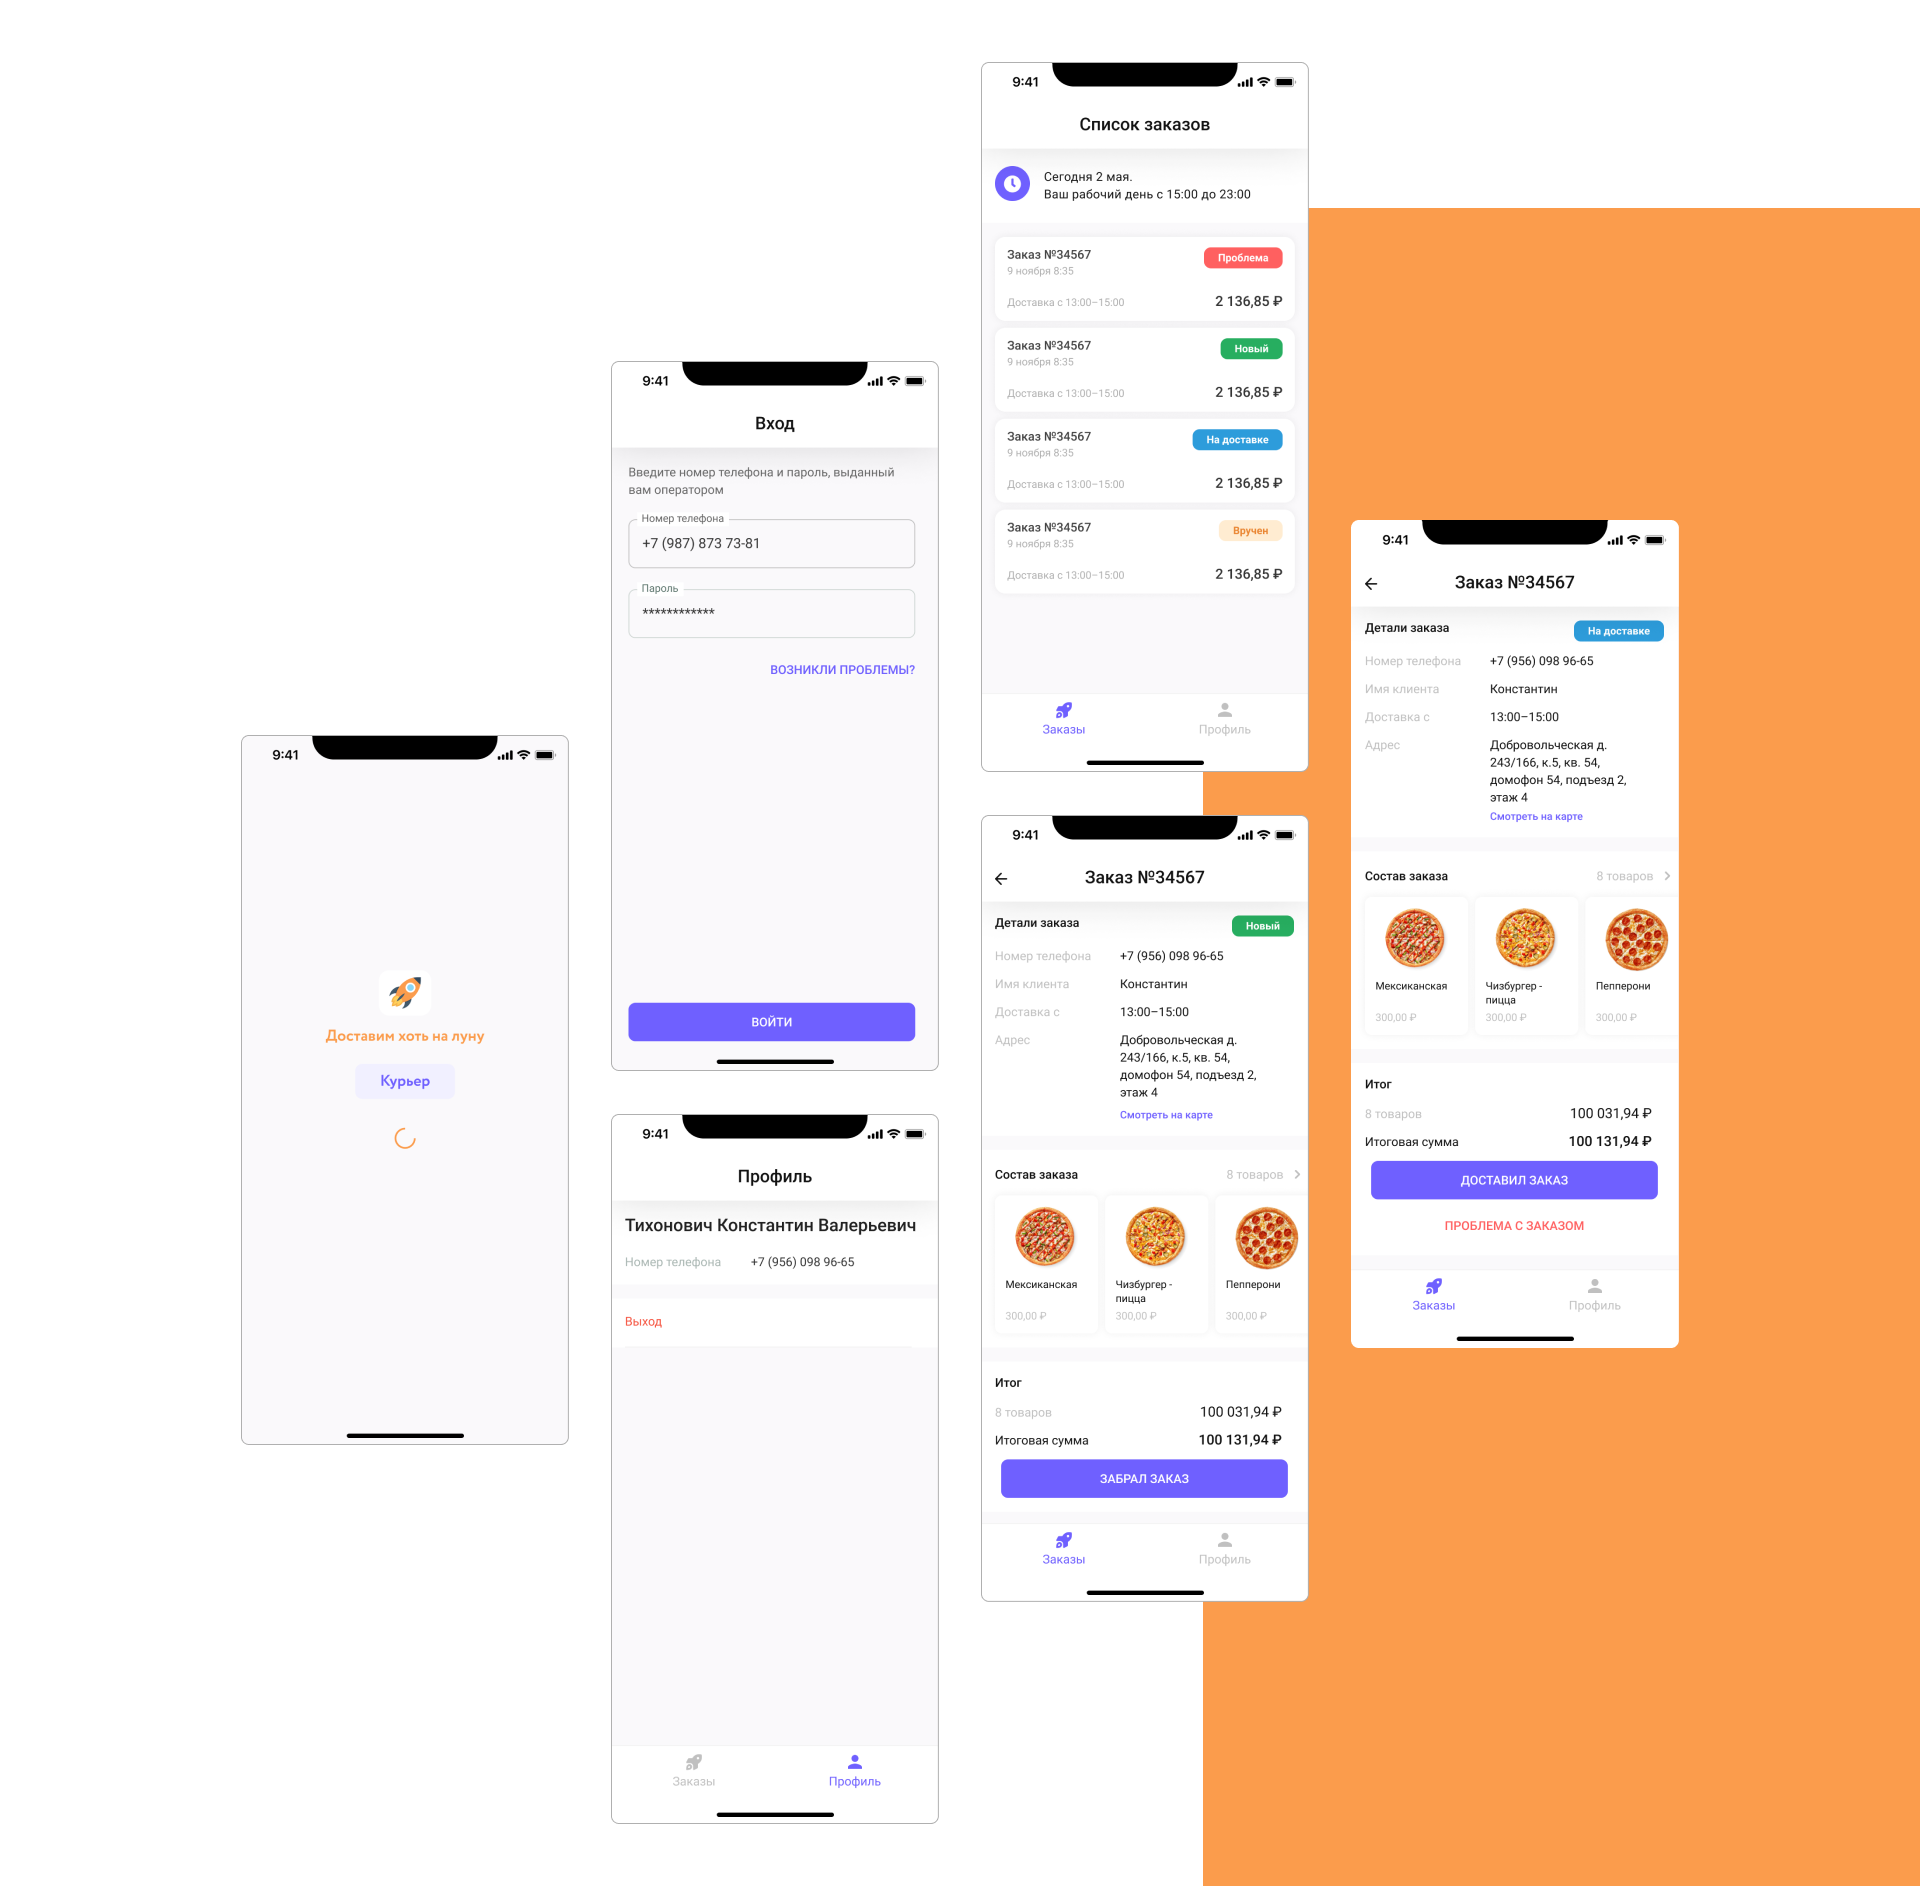 9:41
Доставим хоть на луну
Курьер
9:41
Вход
Введите номер телефона и пароль, выданный
вам оператором
Номер телефона
+7 (987) 873 73-81
Пароль
************
ВОЗНИКЛИ ПРОБЛЕМЫ?
ВОЙТИ
9:41
Профиль
Тихонович Константин Валерьевич
Номер телефона +7 (956) 098 96-65
Выход
Заказы Профиль
9:41
Список заказов
Сегодня 2 мая.
Ваш рабочий день с 15:00 до 23:00
Заказ №34567 Проблема
9 ноября 8:35
Доставка с 13:00–15:00 2 136,85 ₽
Заказ №34567 Новый
9 ноября 8:35
Доставка с 13:00–15:00 2 136,85 ₽
Заказ №34567 На доставке
9 ноября 8:35
Доставка с 13:00–15:00 2 136,85 ₽
Заказ №34567 Вручен
9 ноября 8:35
Доставка с 13:00–15:00 2 136,85 ₽
Заказы Профиль
9:41
Заказ №34567
Детали заказа Новый
Номер телефона +7 (956) 098 96-65
Имя клиента Константин
Доставка с 13:00–15:00
Адрес Добровольческая д.
243/166, к.5, кв. 54,
домофон 54, подъезд 2,
этаж 4
Смотреть на карте
Состав заказа 8 товаров
Мексиканская Чизбургер - Пепперони
пицца
300,00 ₽ 300,00 ₽ 300,00 ₽
Итог
8 товаров 100 031,94 ₽
Итоговая сумма 100 131,94 ₽
ЗАБРАЛ ЗАКАЗ
Заказы Профиль
9:41
Заказ №34567
Детали заказа На доставке
Номер телефона +7 (956) 098 96-65
Имя клиента Константин
Доставка с 13:00–15:00
Адрес Добровольческая д.
243/166, к.5, кв. 54,
домофон 54, подъезд 2,
этаж 4
Смотреть на карте
Состав заказа 8 товаров
Мексиканская Чизбургер - Пепперони
пицца
300,00 ₽ 300,00 ₽ 300,00 ₽
Итог
8 товаров 100 031,94 ₽
Итоговая сумма 100 131,94 ₽
ДОСТАВИЛ ЗАКАЗ
ПРОБЛЕМА С ЗАКАЗОМ
Заказы Профиль